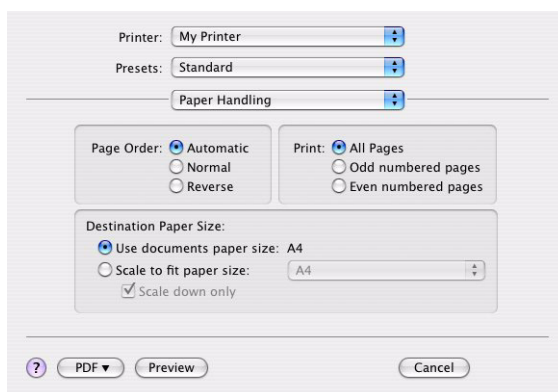 Printer: My Printer
Presets: Standard
Paper Handling
Page Order: Automatic
Normal
Reverse
Print: All Pages
Odd numbered pages
Even numbered pages
Destination Paper Size:
Use documents paper size: A4
Scale to fit paper size: A4
Scale down only
? PDF▼ Preview Cancel